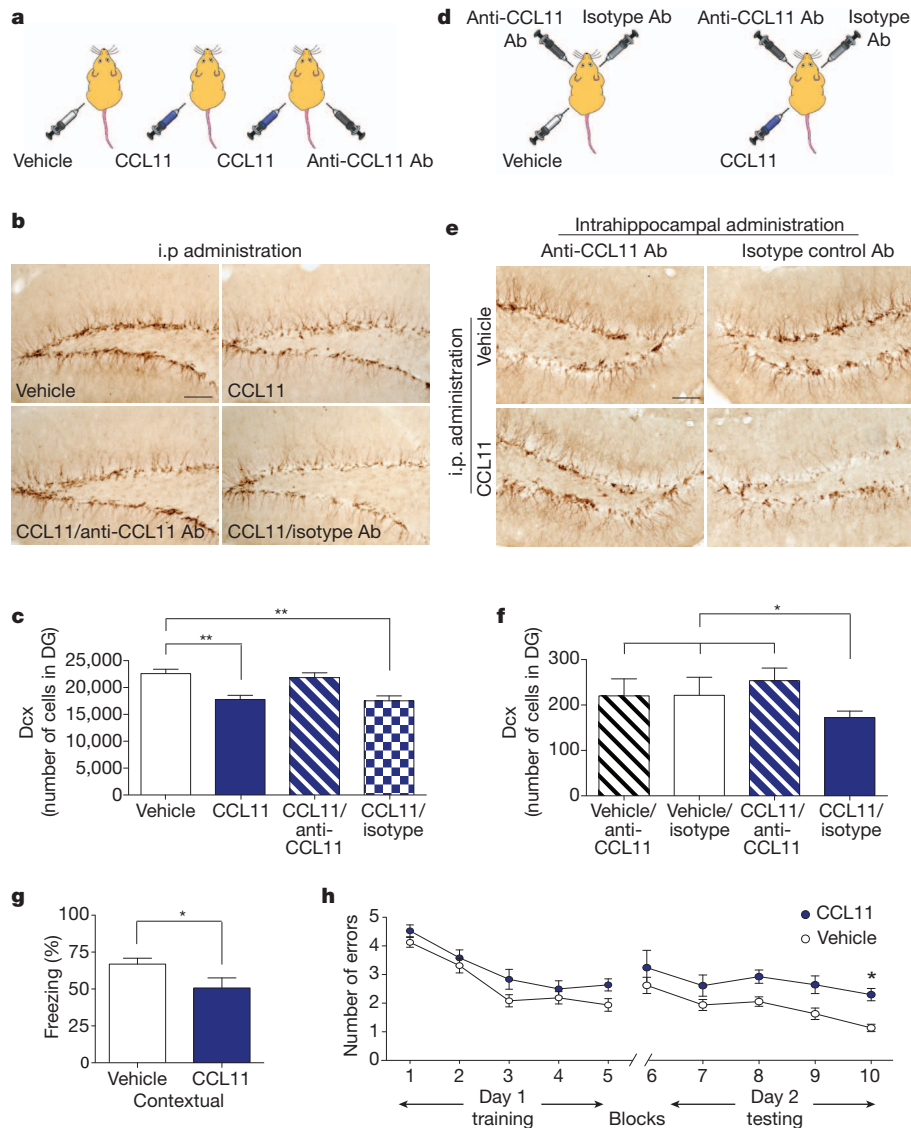 a
Vehicle
CCL11
CCL11
Anti-CCL11 Ab
d
Anti-CCL11
Ab
Isotype Ab
Anti-CCL11 Ab
Isotype
Ab
Vehicle
CCL11
b
i.p administration
Vehicle
CCL11
CCL11/anti-CCL11 Ab
CCL11/isotype Ab
e
Intrahippocampal administration
Anti-CCL11 Ab
Isotype control Ab
i.p. administration
Vehicle
CCL11
c
**
**
Dcx
(number of cells in DG)
25,000
20,000
15,000
10,000
5,000
0
Vehicle
CCL11
CCL11/
anti-
CCL11
CCL11/
isotype
f
*
Dcx
(number of cells in DG)
300
200
100
0
Vehicle/
anti-
CCL11
Vehicle/
isotype
CCL11/
anti-
CCL11
CCL11/
isotype
g
*
Freezing (%)
100
75
50
25
0
Vehicle
CCL11
Contextual
h
CCL11
Vehicle
*
Number of errors
5
4
3
2
1
0
1
2
3
4
5
6
7
8
9
10
Day 1
training
Blocks
Day 2
testing